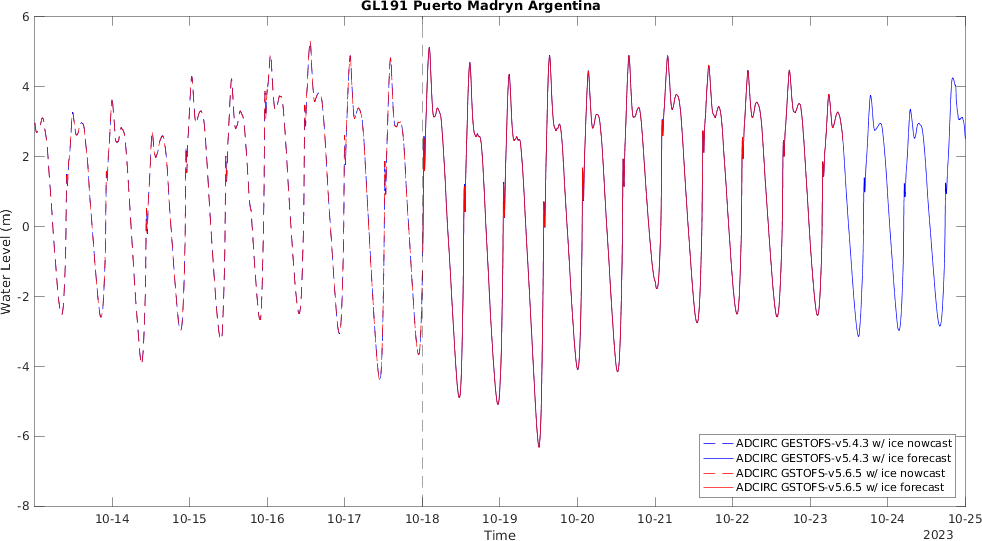 GL191 Puerto Madryn Argentina
6
4
2
0
-2
-4
-6
-8
Water Level (m)
ADCIRC GESTOFS-v5.4.3 w/ ice nowcast
ADCIRC GESTOFS-v5.4.3 w/ ice forecast
ADCIRC GSTOFS-v5.6.5 w/ ice nowcast
ADCIRC GSTOFS-v5.6.5 w/ ice forecast
10-14 10-15 10-16 10-17 10-18 10-19 10-20 10-21 10-22 10-23 10-24 10-25
Time
2023